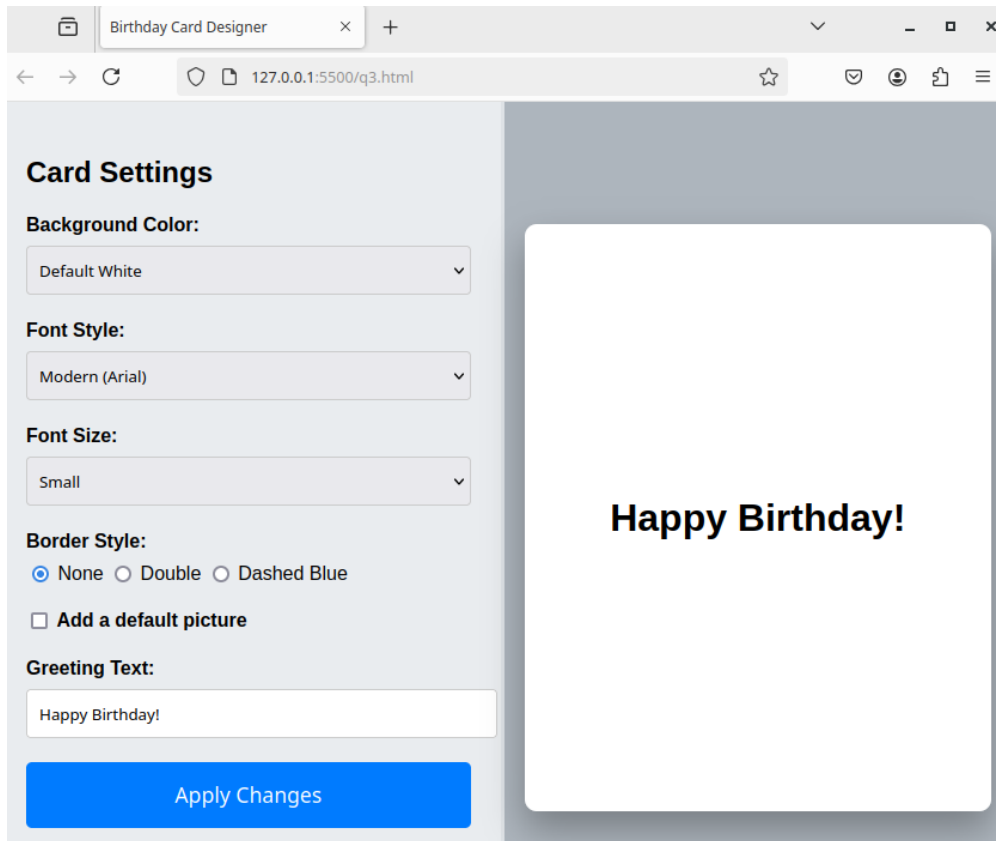 Birthday Card Designer
127.0.0.1:5500/q3.html
Card Settings
Background Color:
Default White
Font Style:
Modern (Arial)
Font Size:
Small
Border Style:
None Double Dashed Blue
Add a default picture
Greeting Text:
Happy Birthday!
Apply Changes
Happy Birthday!